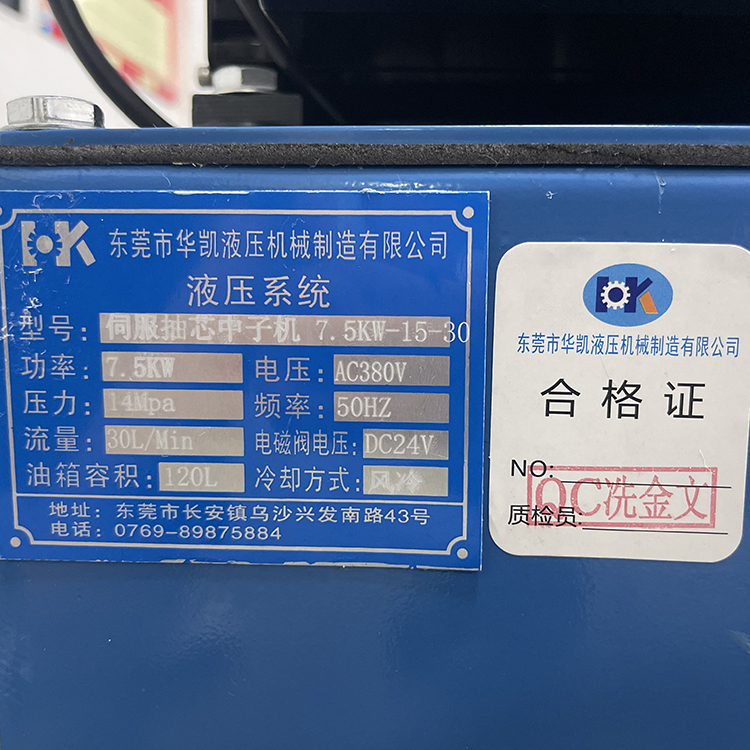 东莞市华凯液压机械制造有限公司
液压系统
型号: 伺服抽芯中子机 7.5KW-15-30
功率: 7.5KW 电压: AC380V
压力: 14Mpa 频率: 50HZ
流量: 30L/Min 电磁阀电压: DC24V
油箱容积: 120L 冷却方式: 风冷
地址: 东莞市长安镇乌沙兴发南路43号
电话: 0769-89875884
东莞市华凯液压机械制造有限公司
合格证
NO:
质检员:
QC冼金文